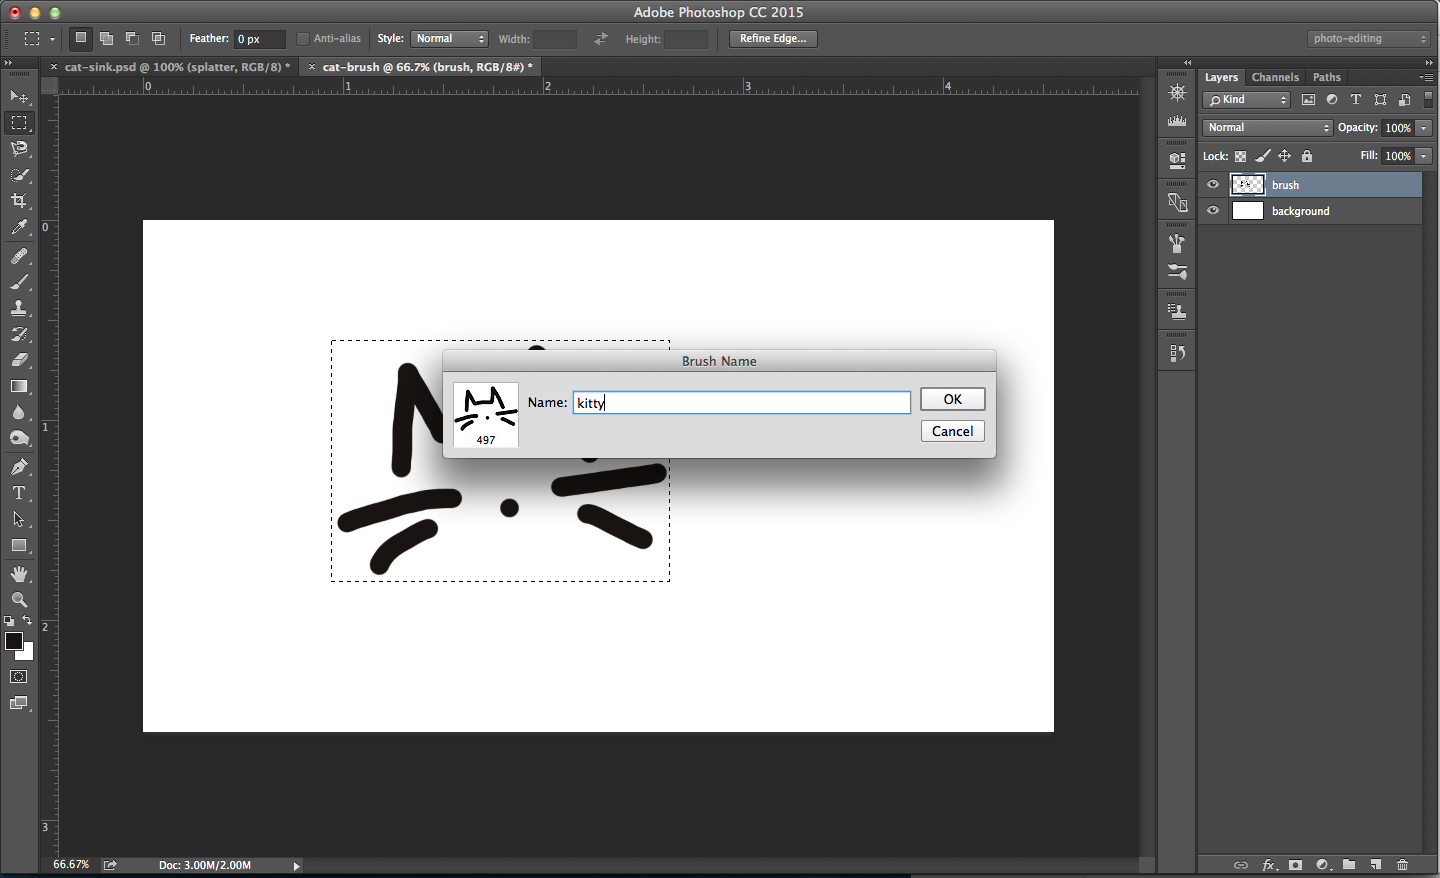 Adobe Photoshop CC 2015
Feather: 0 px Anti-alias Style: Normal Width: Height: Refine Edge... photo-editing
× cat-sink.psd @ 100% (splatter, RGB/8) * × cat-brush @ 66.7% (brush, RGB/8#) *
0 1 2 3 4
Layers Channels Paths
Kind
Normal Opacity: 100%
Lock: Fill: 100%
brush
background
0
Brush Name
Name: kitty OK
497 Cancel
1
2
3
66.67% Doc: 3.00M/2.00M
fx